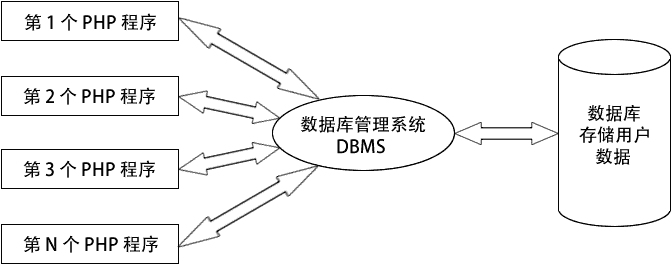 第 1 个 PHP 程序
第 2 个 PHP 程序
第 3 个 PHP 程序
第 N 个 PHP 程序
数据库管理系统
DBMS
数据库
存储用户
数据